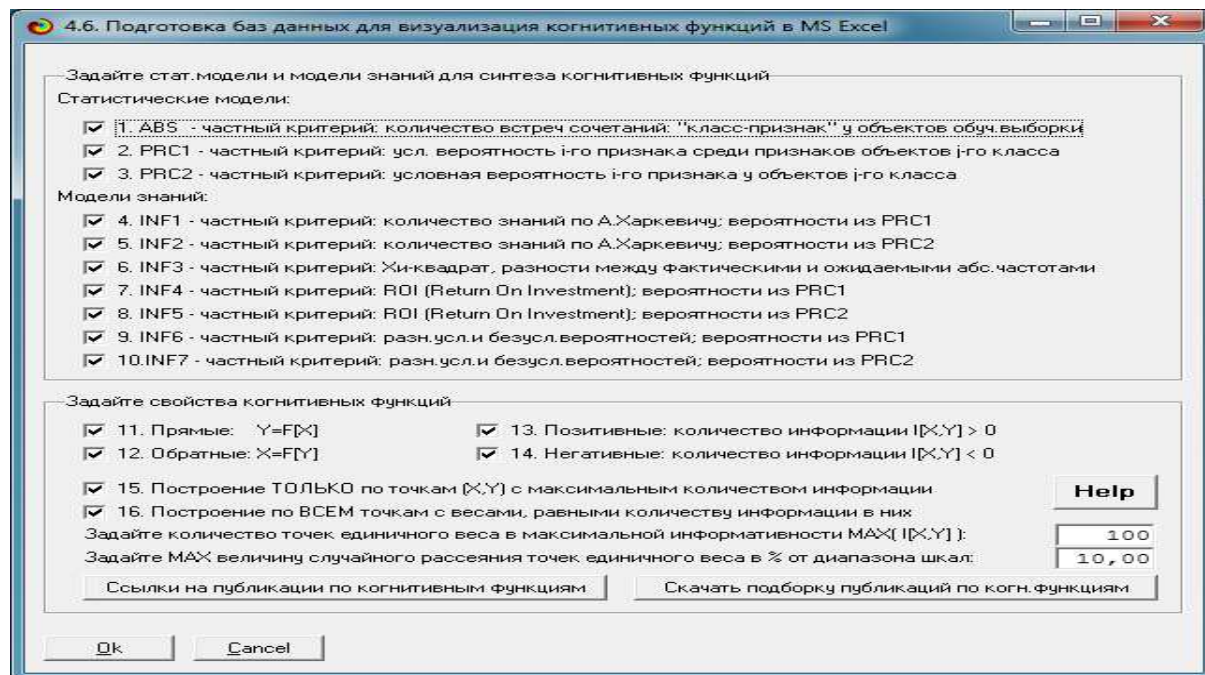 4.6. Подготовка баз данных для визуализация когнитивных функций в MS Excel
Задайте стат.модели и модели знаний для синтеза когнитивных функций
Статистические модели:
1. ABS - частный критерий: количество встреч сочетаний: "класс-признак" у объектов обуч.выборки
2. PRC1 - частный критерий: усл. вероятность i-го признака среди признаков объектов j-го класса
3. PRC2 - частный критерий: условная вероятность i-го признака у объектов j-го класса
Модели знаний:
4. INF1 - частный критерий: количество знаний по А.Харкевичу; вероятности из PRC1
5. INF2 - частный критерий: количество знаний по А.Харкевичу; вероятности из PRC2
6. INF3 - частный критерий: Хи-квадрат, разности между фактическими и ожидаемыми абс.частотами
7. INF4 - частный критерий: ROI (Return On Investment); вероятности из PRC1
8. INF5 - частный критерий: ROI (Return On Investment); вероятности из PRC2
9. INF6 - частный критерий: разн.усл.и безусл.вероятностей; вероятности из PRC1
10.INF7 - частный критерий: разн.усл.и безусл.вероятностей; вероятности из PRC2
Задайте свойства когнитивных функций
11. Прямые: Y=F(X) 13. Позитивные: количество информации I(X,Y) > 0
12. Обратные: X=F(Y) 14. Негативные: количество информации I(X,Y) < 0
15. Построение ТОЛЬКО по точкам (X,Y) с максимальным количеством информации
16. Построение по ВСЕМ точкам с весами, равными количеству информации в них
Help
Задайте количество точек единичного веса в максимальной информативности MAX( I(X,Y) ): 100
Задайте MAX величину случайного рассеяния точек единичного веса в % от диапазона шкал: 10,00
Ссылки на публикации по когнитивным функциям Скачать подборку публикаций по когн.функциям
Ok Cancel